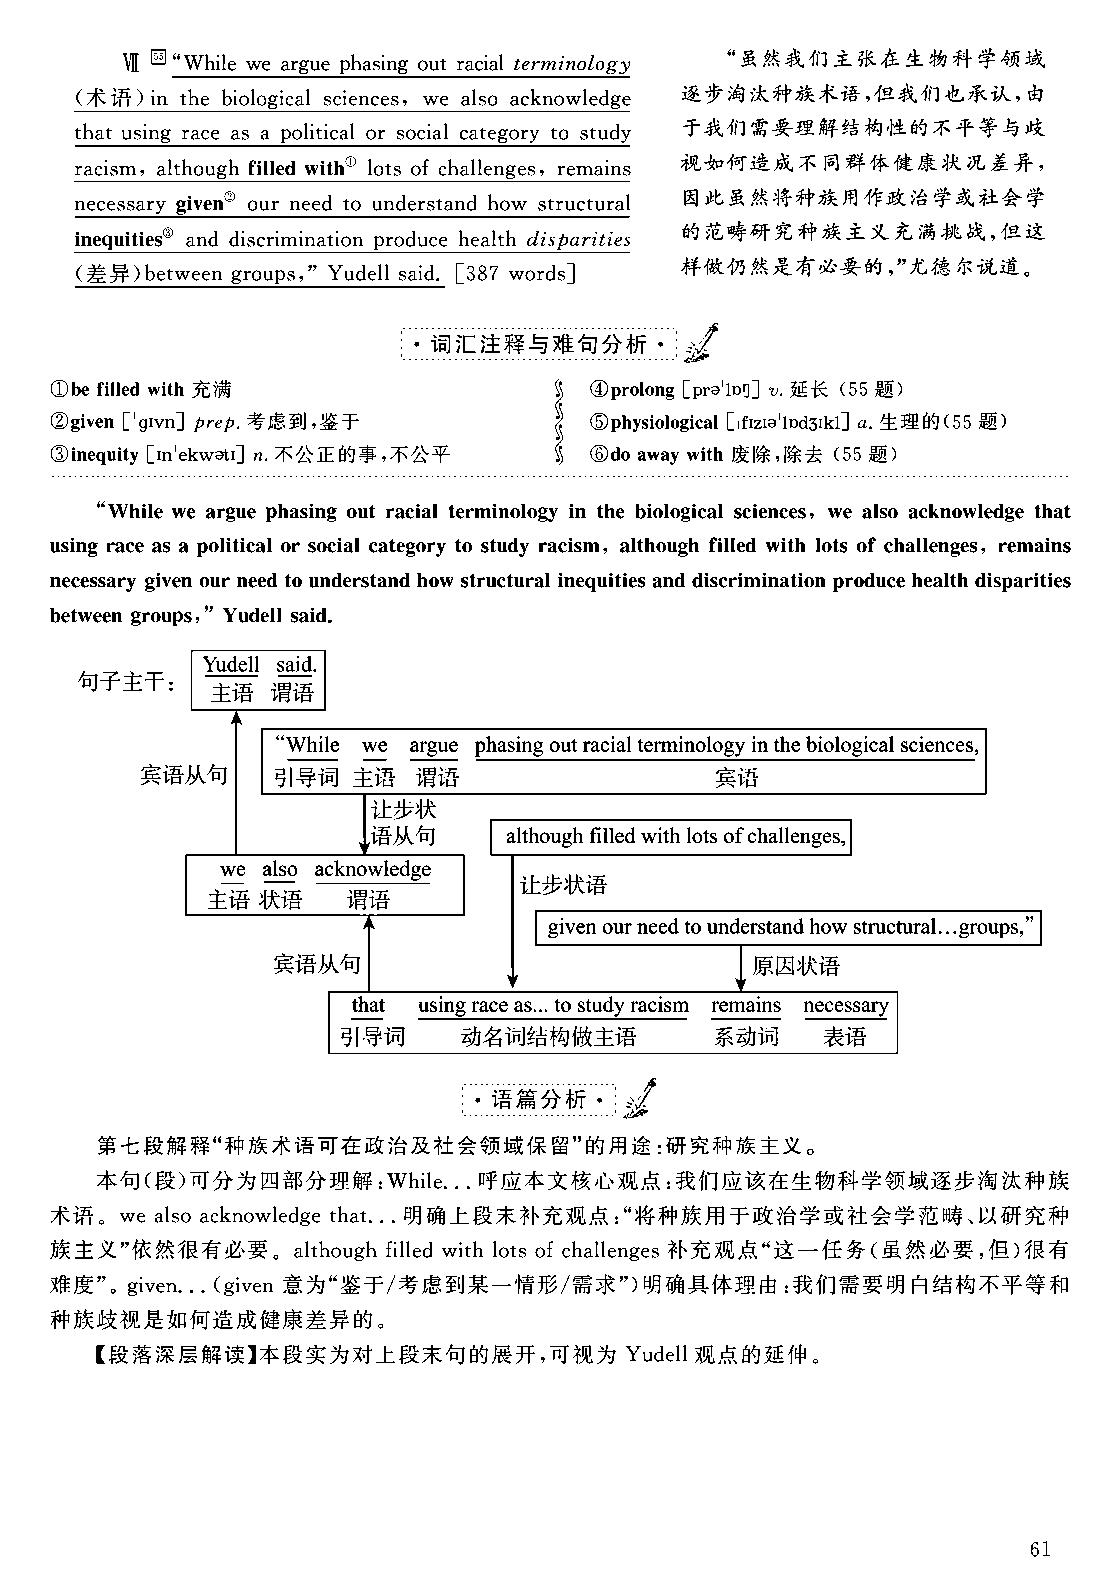 Ⅶ 55 “While we argue phasing out racial terminology
(术语)in the biological sciences, we also acknowledge
that using race as a political or social category to study
racism, although filled with① lots of challenges, remains
necessary given② our need to understand how structural
inequities③ and discrimination produce health disparities
(差异)between groups,” Yudell said. [387 words]
“虽然我们主张在生物科学领域
逐步淘汰种族术语,但我们也承认,由
于我们需要理解结构性的不平等与歧
视如何造成不同群体健康状况差异,
因此虽然将种族用作政治学或社会学
的范畴研究种族主义充满挑战,但这
样做仍然是有必要的,”尤德尔说道。
·词汇注释与难句分析·
①be filled with 充满
②given [ˈgɪvn] prep. 考虑到,鉴于
③inequity [ɪnˈekwətɪ] n. 不公正的事,不公平
④prolong [prəˈlɒŋ] v. 延长 (55 题)
⑤physiological [ˌfɪzɪəˈlɒdʒɪkl] a. 生理的(55 题)
⑥do away with 废除,除去 (55 题)
“While we argue phasing out racial terminology in the biological sciences, we also acknowledge that
using race as a political or social category to study racism, although filled with lots of challenges, remains
necessary given our need to understand how structural inequities and discrimination produce health disparities
between groups,” Yudell said.
句子主干:
Yudell said.
主语 谓语
“While we argue phasing out racial terminology in the biological sciences,
宾语从句
引导词 主语 谓语 宾语
让步状
语从句
although filled with lots of challenges,
we also acknowledge
主语 状语 谓语
让步状语
given our need to understand how structural...groups,”
宾语从句
原因状语
that using race as... to study racism remains necessary
引导词 动名词结构做主语 系动词 表语
·语篇分析·
第七段解释“种族术语可在政治及社会领域保留”的用途:研究种族主义。
本句(段)可分为四部分理解:While...呼应本文核心观点:我们应该在生物科学领域逐步淘汰种族
术语。we also acknowledge that...明确上段末补充观点:“将种族用于政治学或社会学范畴、以研究种
族主义”依然很有必要。although filled with lots of challenges 补充观点“这一任务(虽然必要,但)很有
难度”。given...(given 意为“鉴于/考虑到某一情形/需求”)明确具体理由:我们需要明白结构不平等和
种族歧视是如何造成健康差异的。
【段落深层解读】本段实为对上段末句的展开,可视为 Yudell 观点的延伸。
61